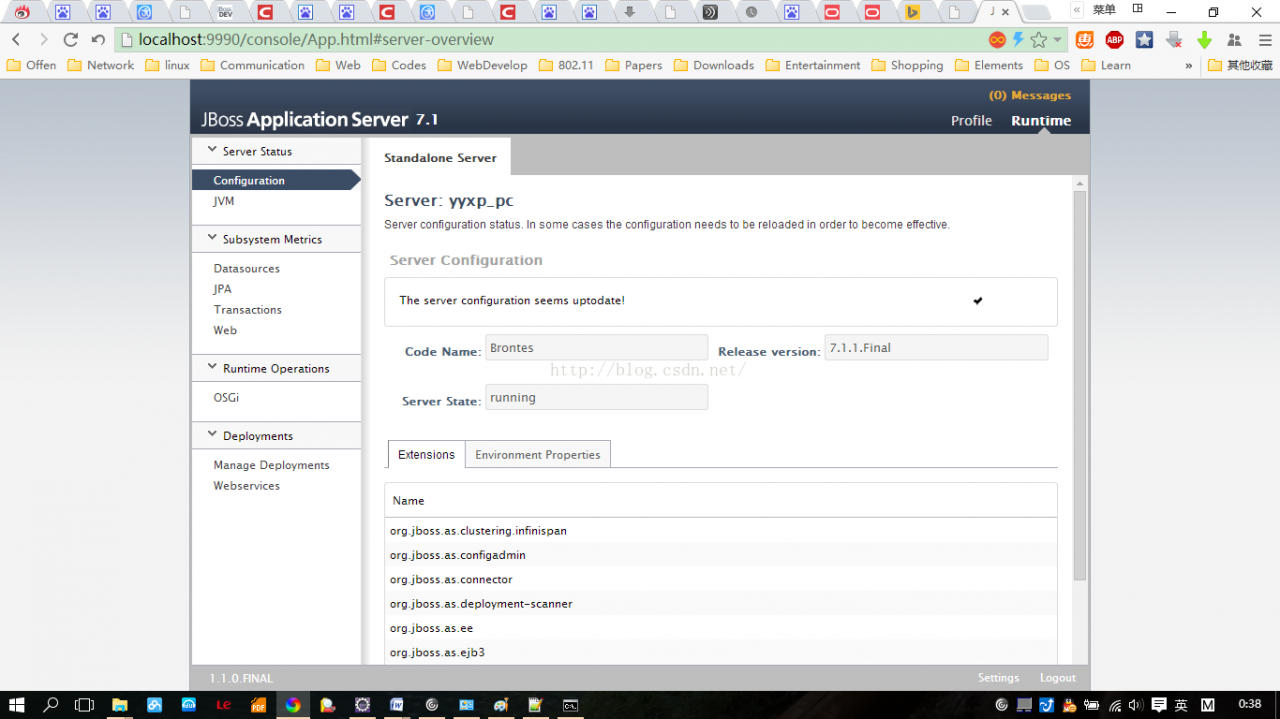 菜单
localhost:9990/console/App.html#server-overview
ABP
Offen Network linux Communication Web Codes WebDevelop 802.11 Papers Downloads Entertainment Shopping Elements OS Learn » 其他收藏
(0) Messages
JBoss Application Server 7.1
Profile Runtime
Server Status
Configuration
JVM
Subsystem Metrics
Datasources
JPA
Transactions
Web
Runtime Operations
OSGi
Deployments
Manage Deployments
Webservices
Standalone Server
Server: yyxp_pc
Server configuration status. In some cases the configuration needs to be reloaded in order to become effective.
Server Configuration
The server configuration seems uptodate!
Code Name: Brontes Release version: 7.1.1.Final
http://blog.csdn.net/
Server State: running
Extensions Environment Properties
Name
org.jboss.as.clustering.infinispan
org.jboss.as.configadmin
org.jboss.as.connector
org.jboss.as.deployment-scanner
org.jboss.as.ee
org.jboss.as.ejb3
1.1.0.FINAL Settings Logout
英 M 0:38